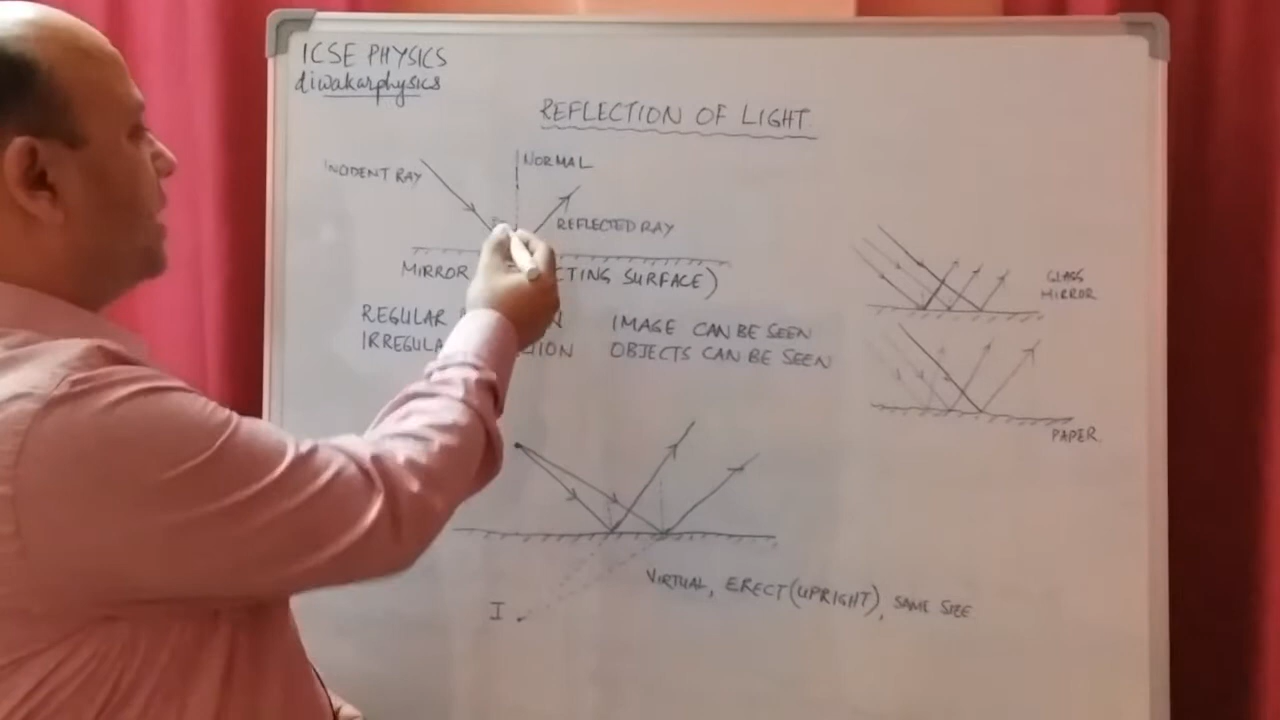 ICSE PHYSICS
diwakarphysics
REFLECTION OF LIGHT
NORMAL
INCIDENT RAY
REFLECTED RAY
MIRROR CTING SURFACE)
GLASS
MIRROR
REGULAR N IMAGE CAN BE SEEN
IRREGULA ION OBJECTS CAN BE SEEN
PAPER
VIRTUAL, ERECT (UPRIGHT), SAME SIZE
I